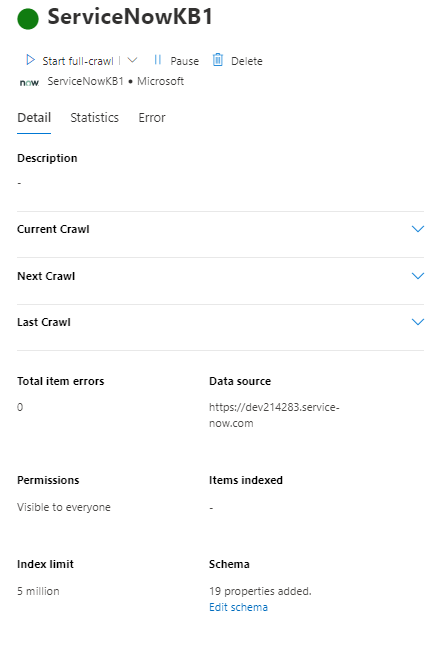 ServiceNowKB1
Start full-crawl Pause Delete
now ServiceNowKB1 • Microsoft
Detail Statistics Error
Description
-
Current Crawl
Next Crawl
Last Crawl
Total item errors Data source
0 https://dev214283.service-
now.com
Permissions Items indexed
Visible to everyone -
Index limit Schema
5 million 19 properties added.
Edit schema